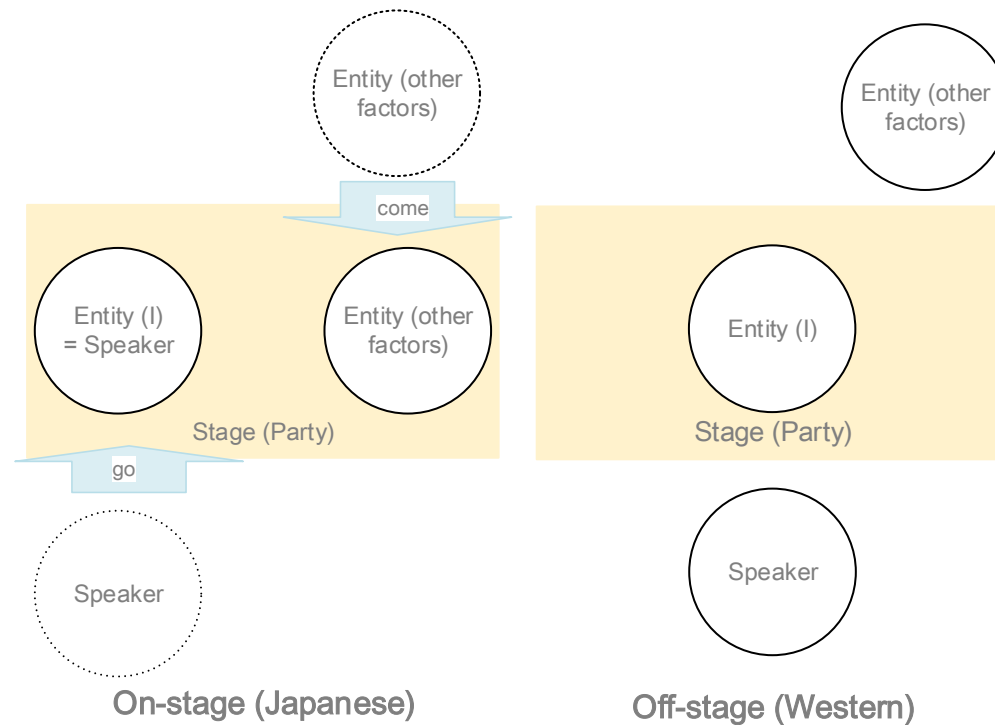 Entity (other
factors)
come
Entity (I)
= Speaker
Entity (other
factors)
Stage (Party)
go
Speaker
On-stage (Japanese)
Entity (other
factors)
Entity (I)
Stage (Party)
Speaker
Off-stage (Western)